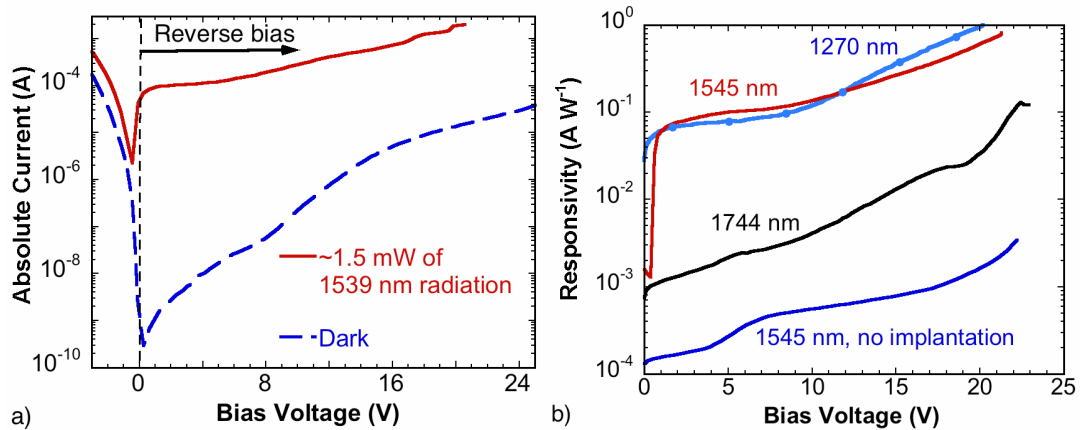 Reverse bias
Absolute Current (A)
10-4
10-6
10-8
10-10
~1.5 mW of
1539 nm radiation
Dark
0 8 16 24
Bias Voltage (V)
a)
Responsivity (A W-1)
100
10-1
10-2
10-3
10-4
1270 nm
1545 nm
1744 nm
1545 nm, no implantation
0 5 10 15 20 25
Bias Voltage (V)
b)